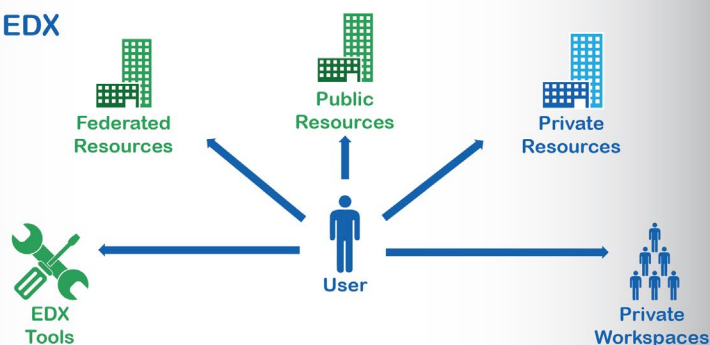 EDX
Federated
Resources
Public
Resources
Private
Resources
User
EDX
Tools
Private
Workspaces